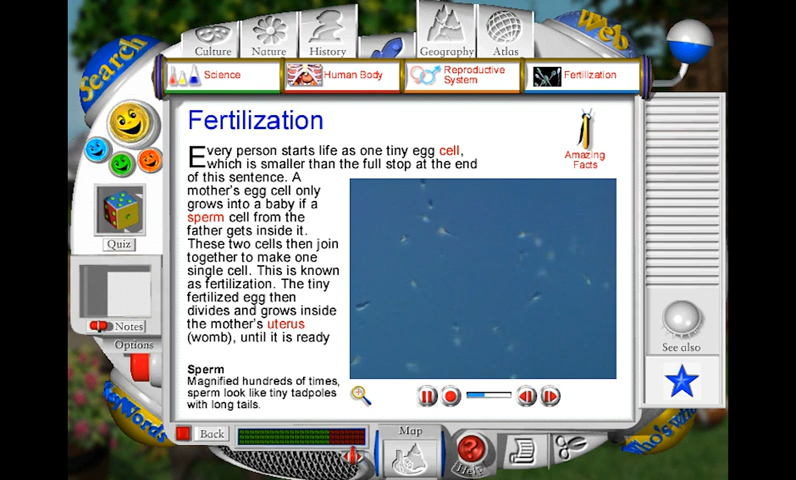 Search
Culture
Nature
History
Geography
Atlas
Web
Science
Human Body
Reproductive
System
Fertilization
Fertilization
Every person starts life as one tiny egg cell,
which is smaller than the full stop at the end
of this sentence. A
mother's egg cell only
grows into a baby if a
sperm cell from the
father gets inside it.
These two cells then join
together to make one
single cell. This is known
as fertilization. The tiny
fertilized egg then
divides and grows inside
the mother's uterus
(womb), until it is ready
Amazing
Facts
Sperm
Magnified hundreds of times,
sperm look like tiny tadpoles
with long tails.
Quiz
Notes
Options
See also
Back
Map
?
Help